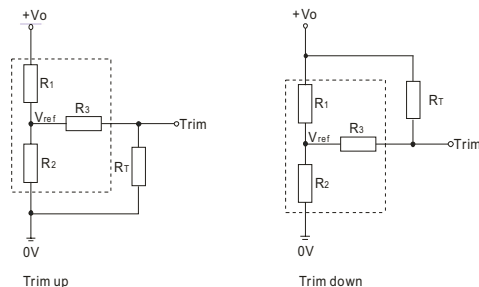 +Vo
R1
R3
Vref
Trim
R2
RT
0V
Trim up
+Vo
R1
RT
R3
Vref
Trim
R2
0V
Trim down